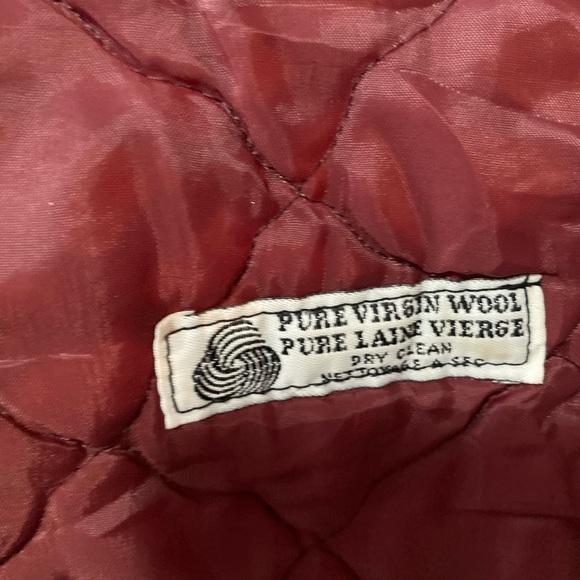 PURE VIRGIN WOOL
PURE LAINE VIERGE
DRY CLEAN
NETTOYAGE A SEC